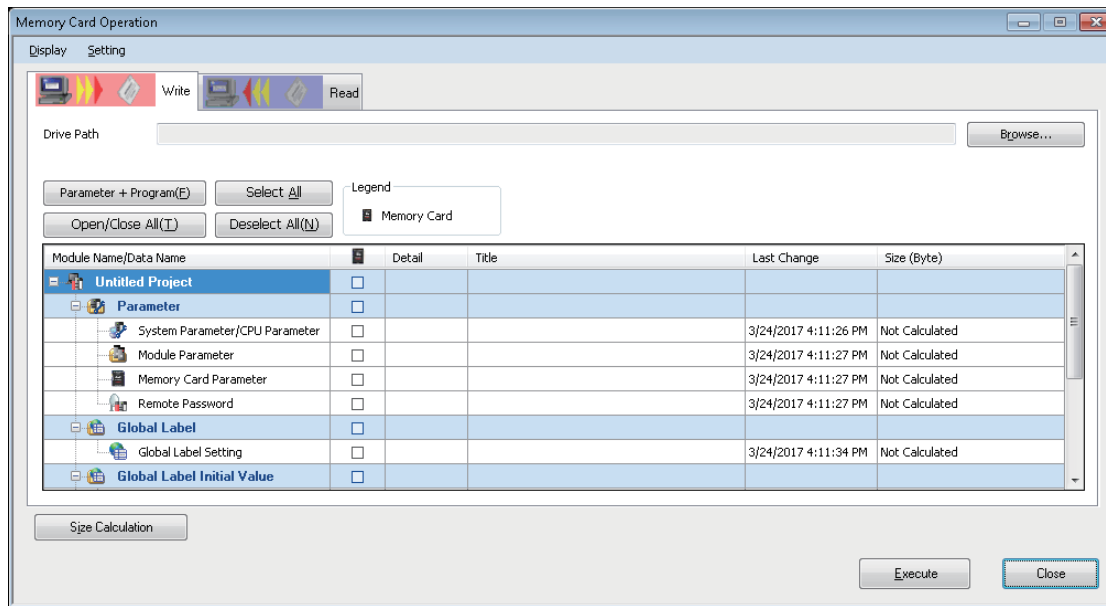 Memory Card Operation
Display Setting
Write Read
Drive Path Browse...
Parameter + Program(F) Select All Legend
Memory Card
Open/Close All(T) Deselect All(N)
Module Name/Data Name Detail Title Last Change Size (Byte)
Untitled Project
Parameter
System Parameter/CPU Parameter 3/24/2017 4:11:26 PM Not Calculated
Module Parameter 3/24/2017 4:11:27 PM Not Calculated
Memory Card Parameter 3/24/2017 4:11:27 PM Not Calculated
Remote Password 3/24/2017 4:11:27 PM Not Calculated
Global Label
Global Label Setting 3/24/2017 4:11:34 PM Not Calculated
Global Label Initial Value
Size Calculation
Execute Close